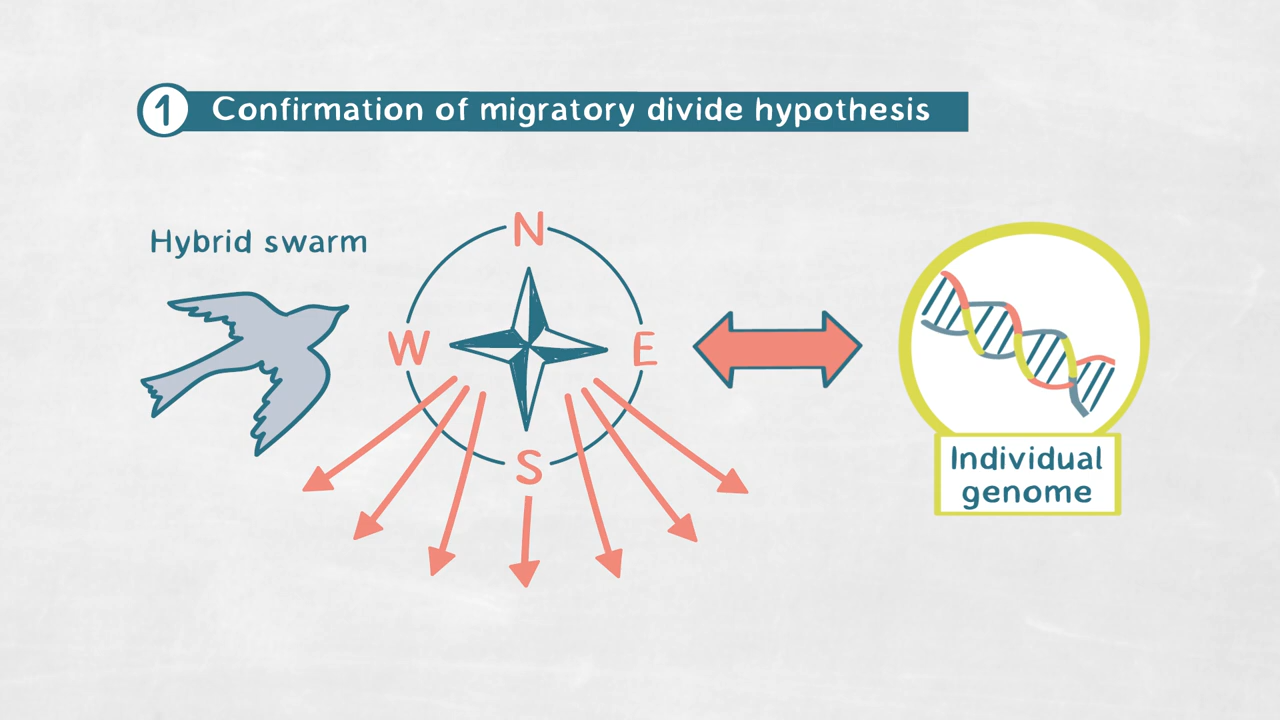 1 Confirmation of migratory divide hypothesis
Hybrid swarm
N
W
E
S
Individual
genome